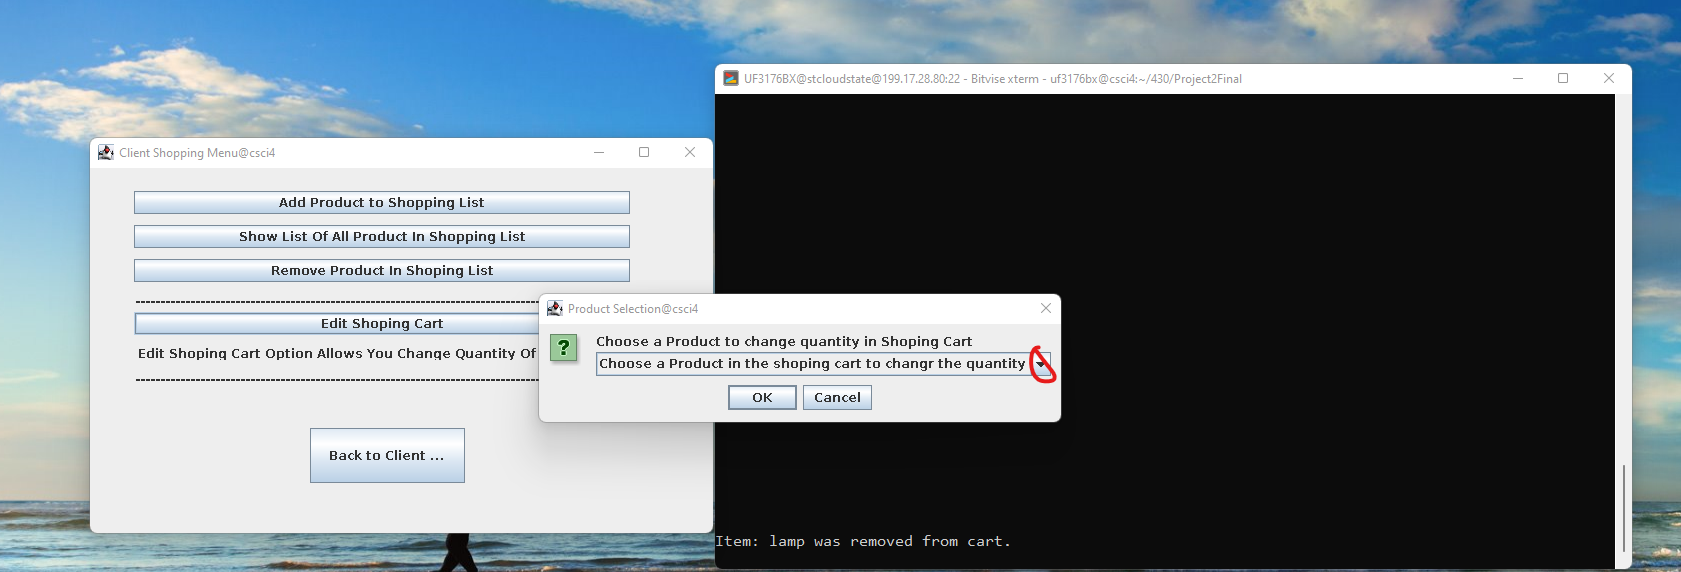 UF3176BX@stcloudstate@199.17.28.80:22 - Bitvise xterm - uf3176bx@csci4:~/430/Project2Final
Client Shopping Menu@csci4
Add Product to Shopping List
Show List Of All Product In Shopping List
Remove Product In Shoping List
Edit Shoping Cart
Edit Shoping Cart Option Allows You Change Quantity Of
Back to Client ...
Product Selection@csci4
?
Choose a Product to change quantity in Shoping Cart
Choose a Product in the shoping cart to changr the quantity
OK
Cancel
Item: lamp was removed from cart.